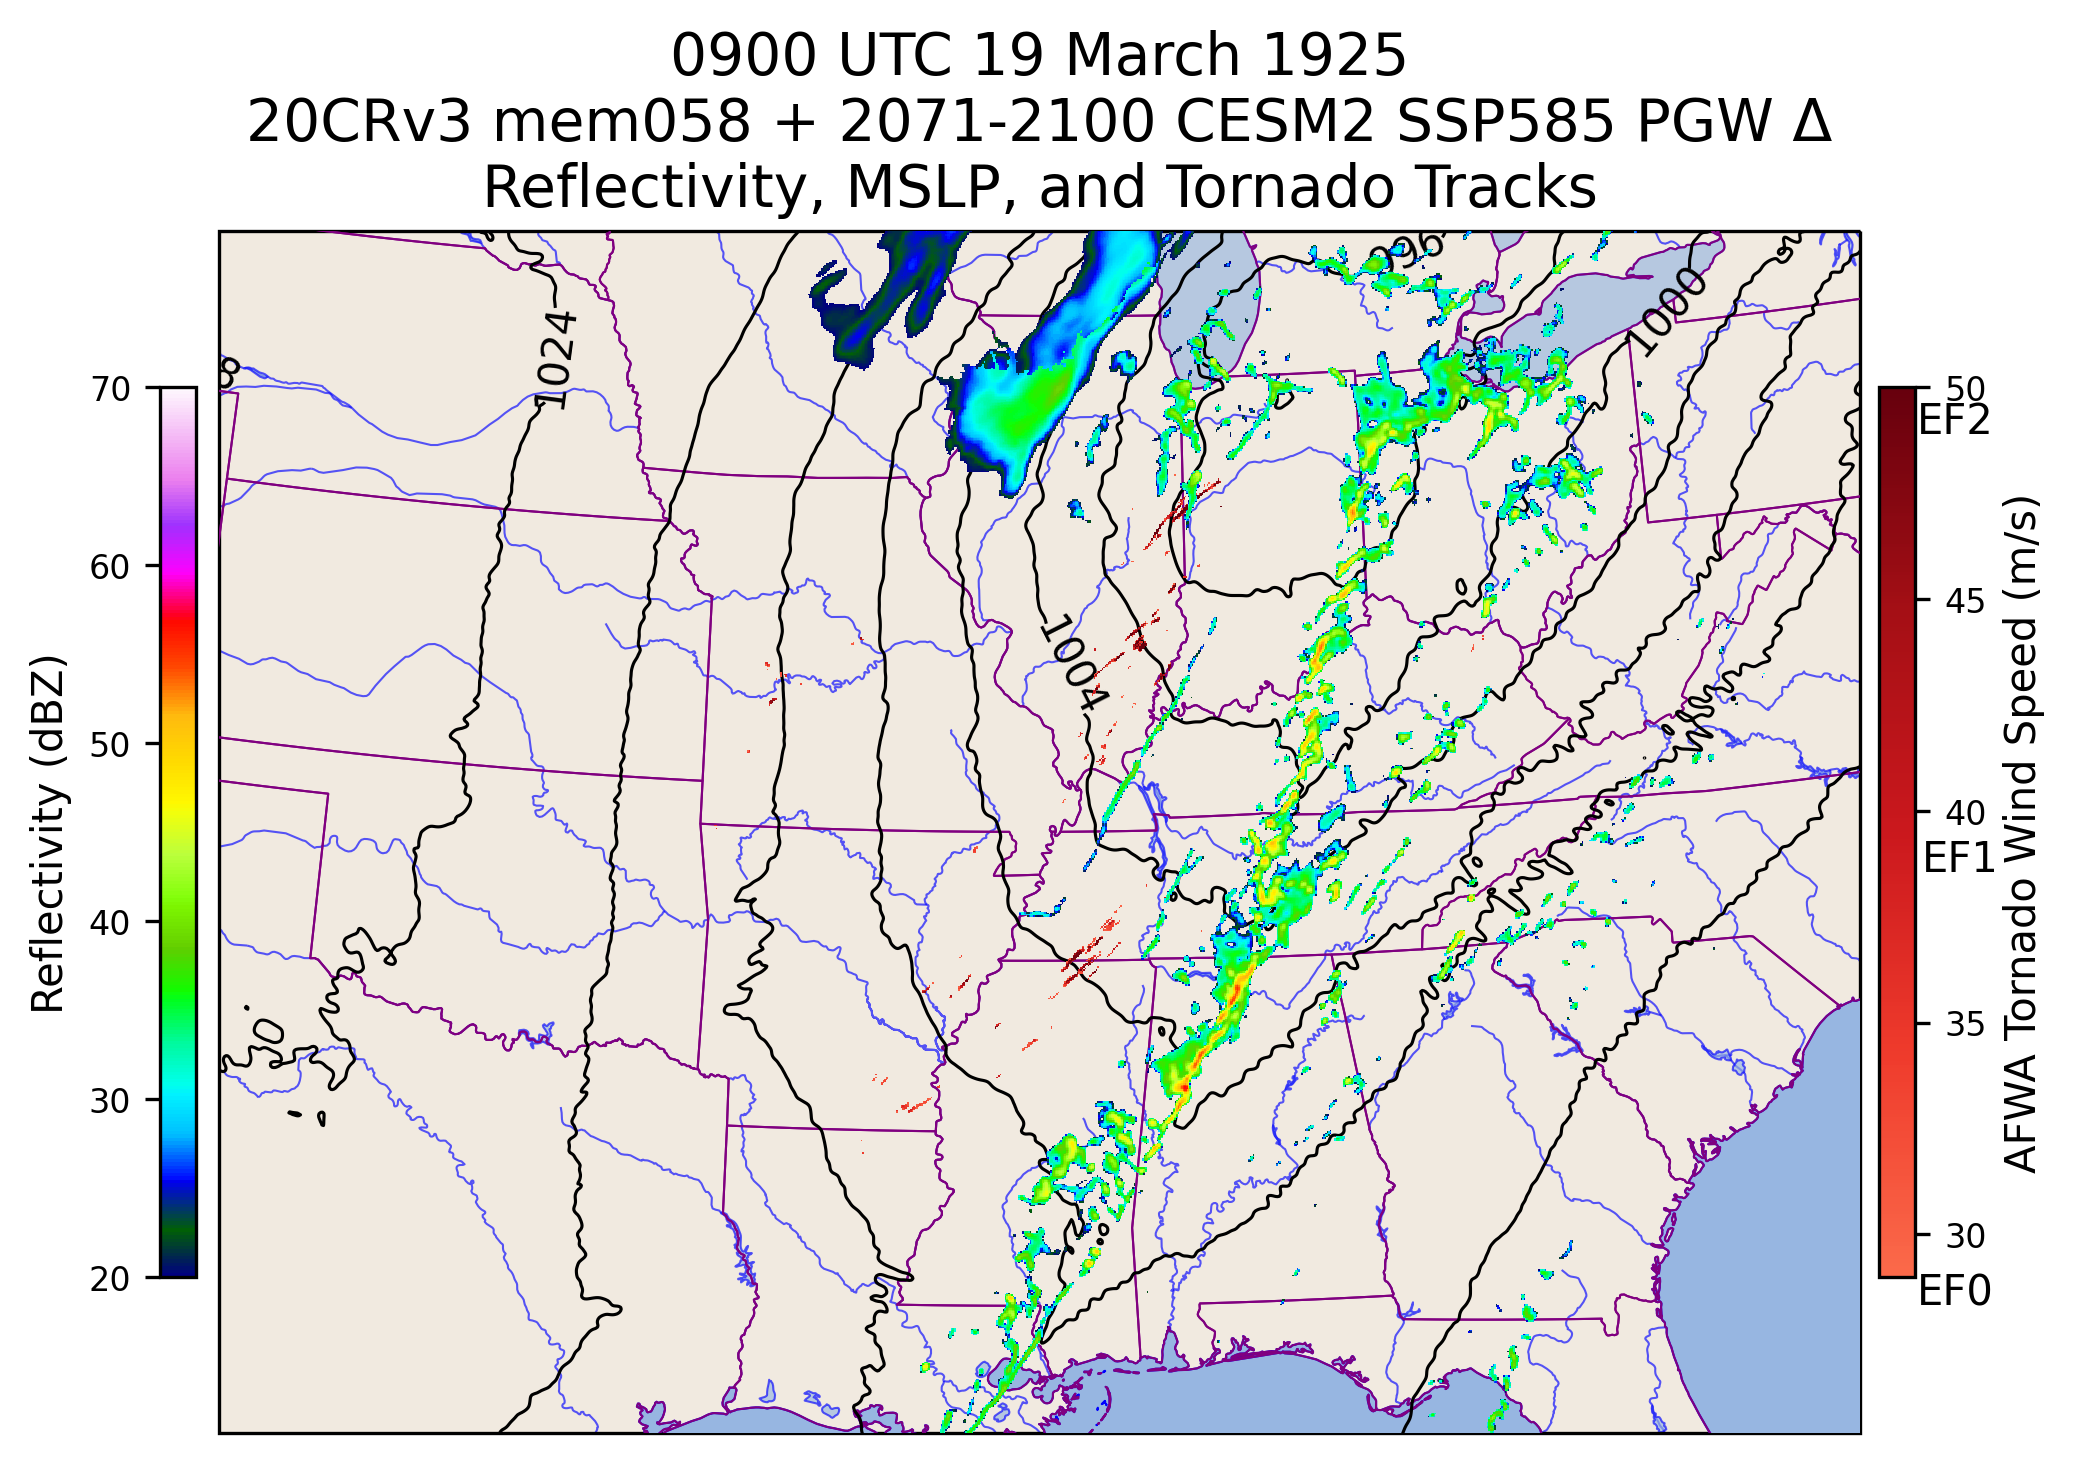 0900 UTC 19 March 1925
20CRv3 mem058 + 2071-2100 CESM2 SSP585 PGW Δ
Reflectivity, MSLP, and Tornado Tracks
996
1000
1024
8
1004
0
70
60
50
40
30
20
Reflectivity (dBZ)
50
EF2
45
40
EF1
35
30
EF0
AFWA Tornado Wind Speed (m/s)